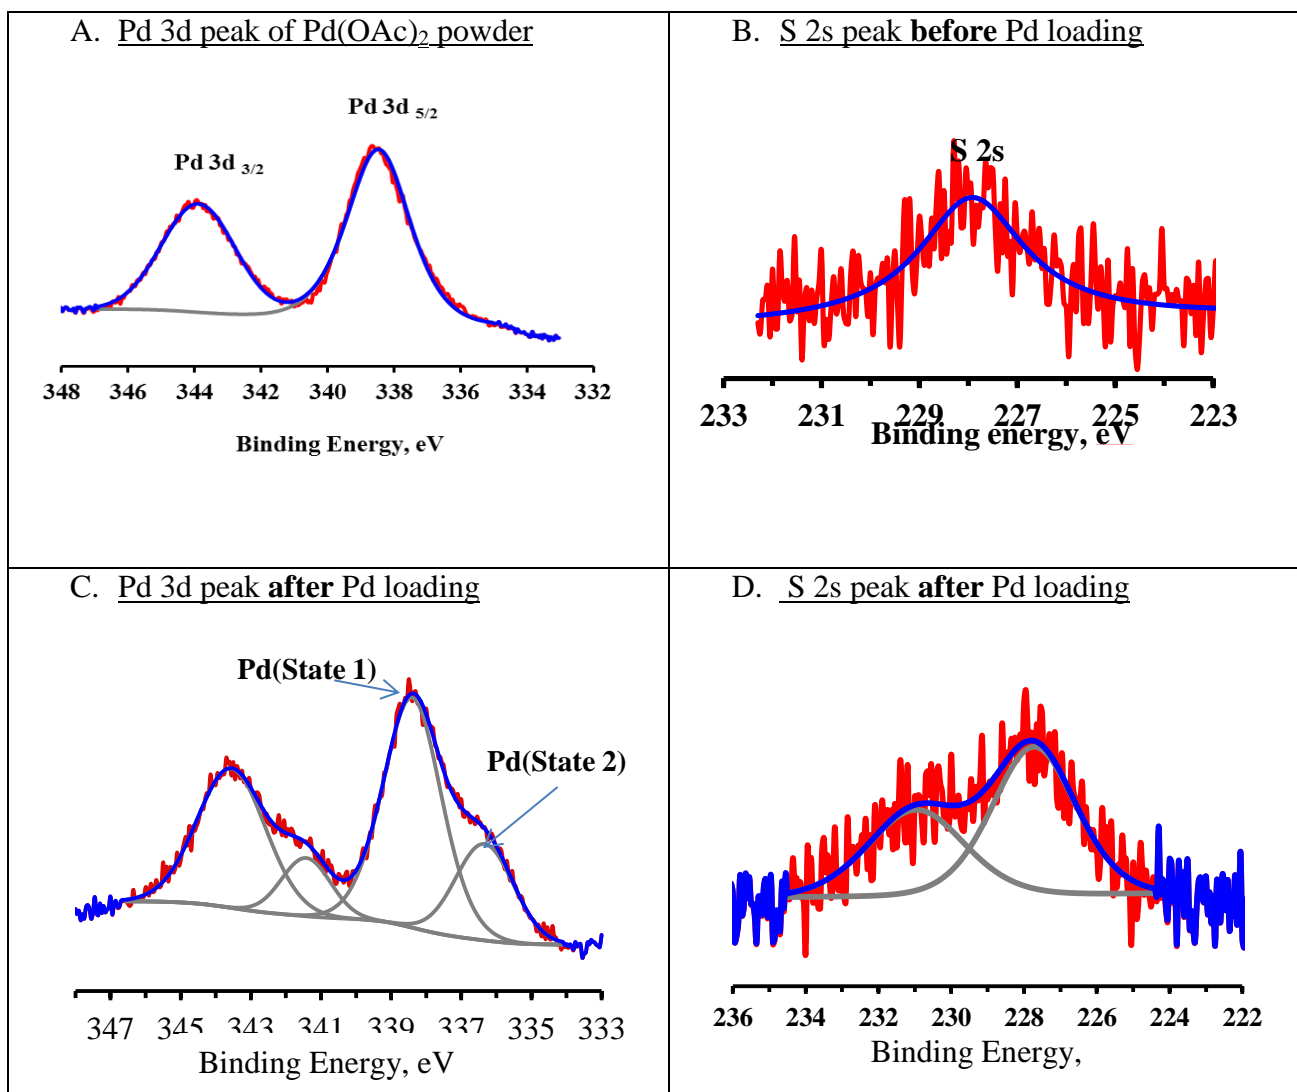 A. Pd 3d peak of Pd(OAc)2 powder
Pd 3d 5/2
Pd 3d 3/2
348 346 344 342 340 338 336 334 332
Binding Energy, eV
B. S 2s peak before Pd loading
S 2s
233 231 229 227 225 223
Binding energy, eV
C. Pd 3d peak after Pd loading
Pd(State 1)
Pd(State 2)
347 345 343 341 339 337 335 333
Binding Energy, eV
D. S 2s peak after Pd loading
236 234 232 230 228 226 224 222
Binding Energy,